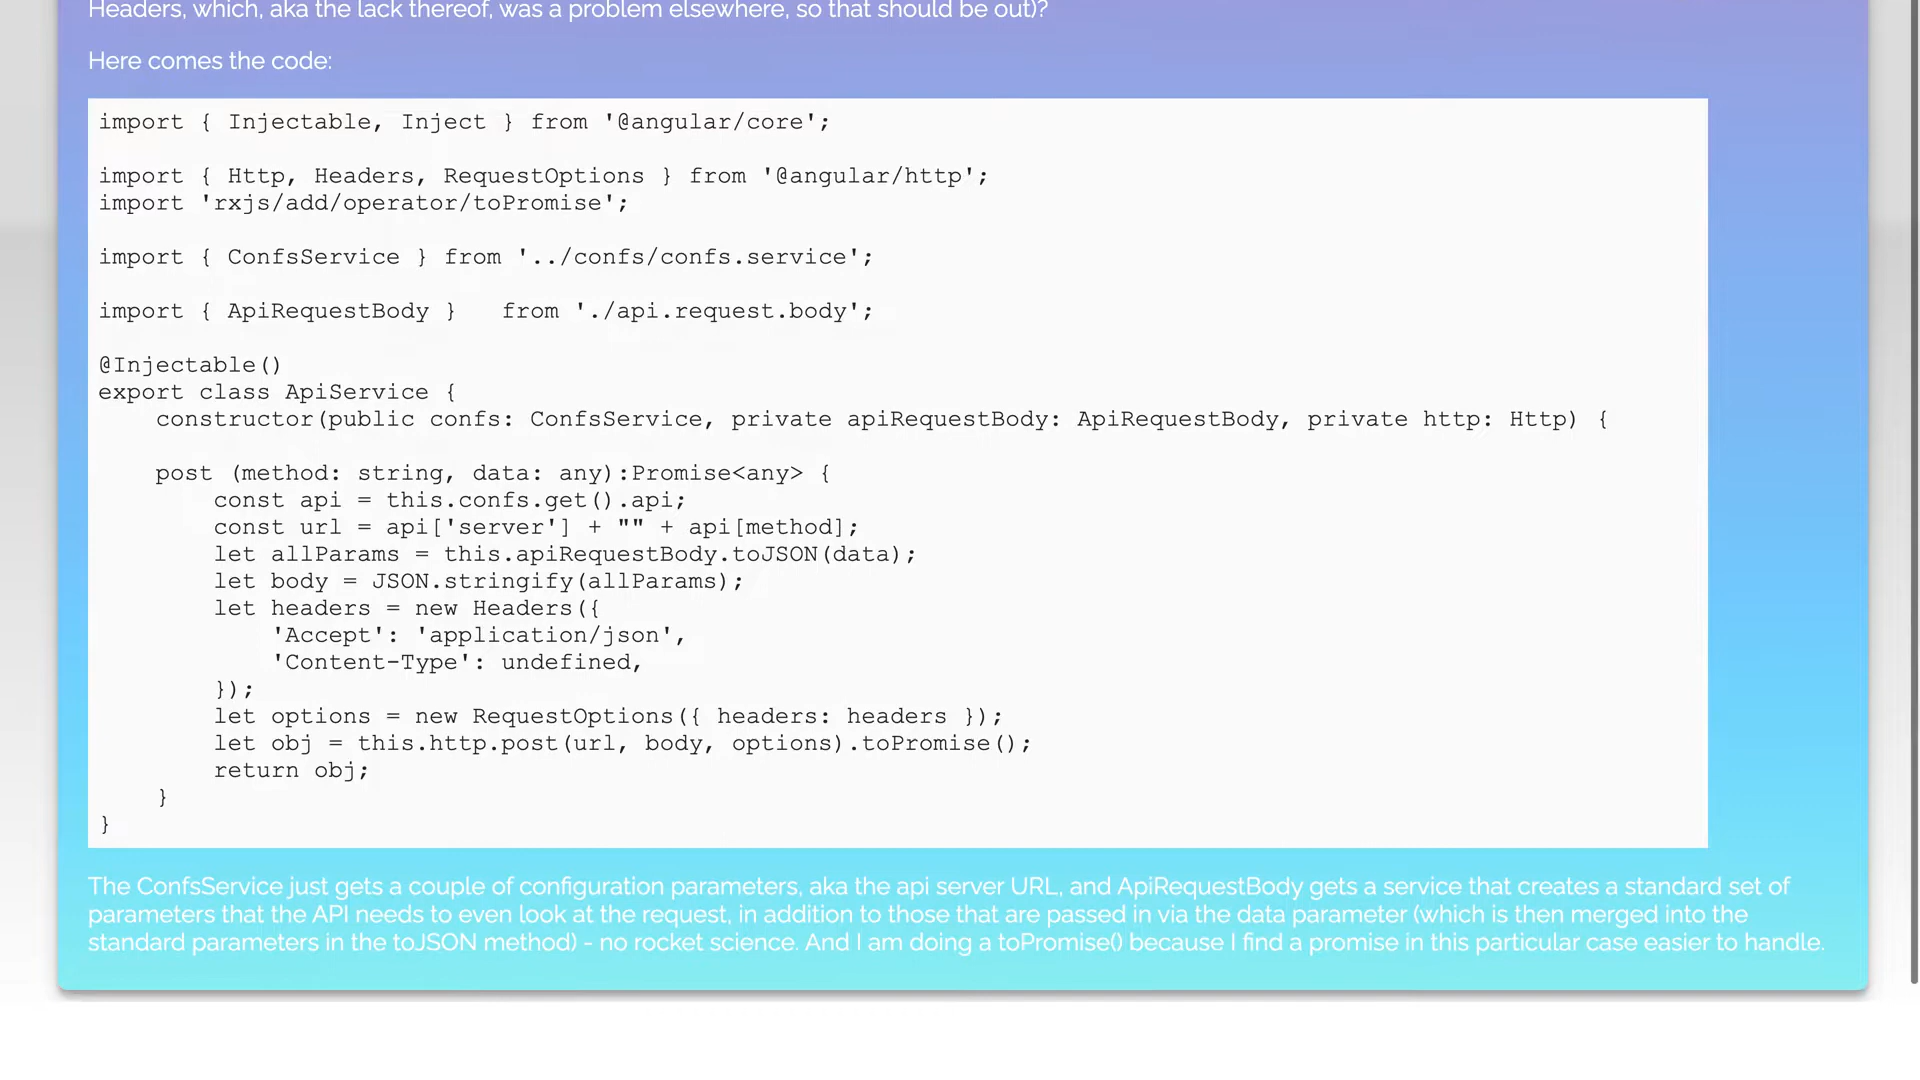 Headers, which, aka the lack thereof, was a problem elsewhere, so that should be out)?
Here comes the code:
import { Injectable, Inject } from '@angular/core';
import { Http, Headers, RequestOptions } from '@angular/http';
import 'rxjs/add/operator/toPromise';
import { ConfsService } from '../confs/confs.service';
import { ApiRequestBody }   from './api.request.body';
@Injectable()
export class ApiService {
    constructor(public confs: ConfsService, private apiRequestBody: ApiRequestBody, private http: Http) {
    post (method: string, data: any):Promise<any> {
        const api = this.confs.get().api;
        const url = api['server'] + "" + api[method];
        let allParams = this.apiRequestBody.toJSON(data);
        let body = JSON.stringify(allParams);
        let headers = new Headers({
            'Accept': 'application/json',
            'Content-Type': undefined,
        });
        let options = new RequestOptions({ headers: headers });
        let obj = this.http.post(url, body, options).toPromise();
        return obj;
    }
}
The ConfsService just gets a couple of configuration parameters, aka the api server URL, and ApiRequestBody gets a service that creates a standard set of
parameters that the API needs to even look at the request, in addition to those that are passed in via the data parameter (which is then merged into the
standard parameters in the toJSON method) - no rocket science. And I am doing a toPromise() because I find a promise in this particular case easier to handle.